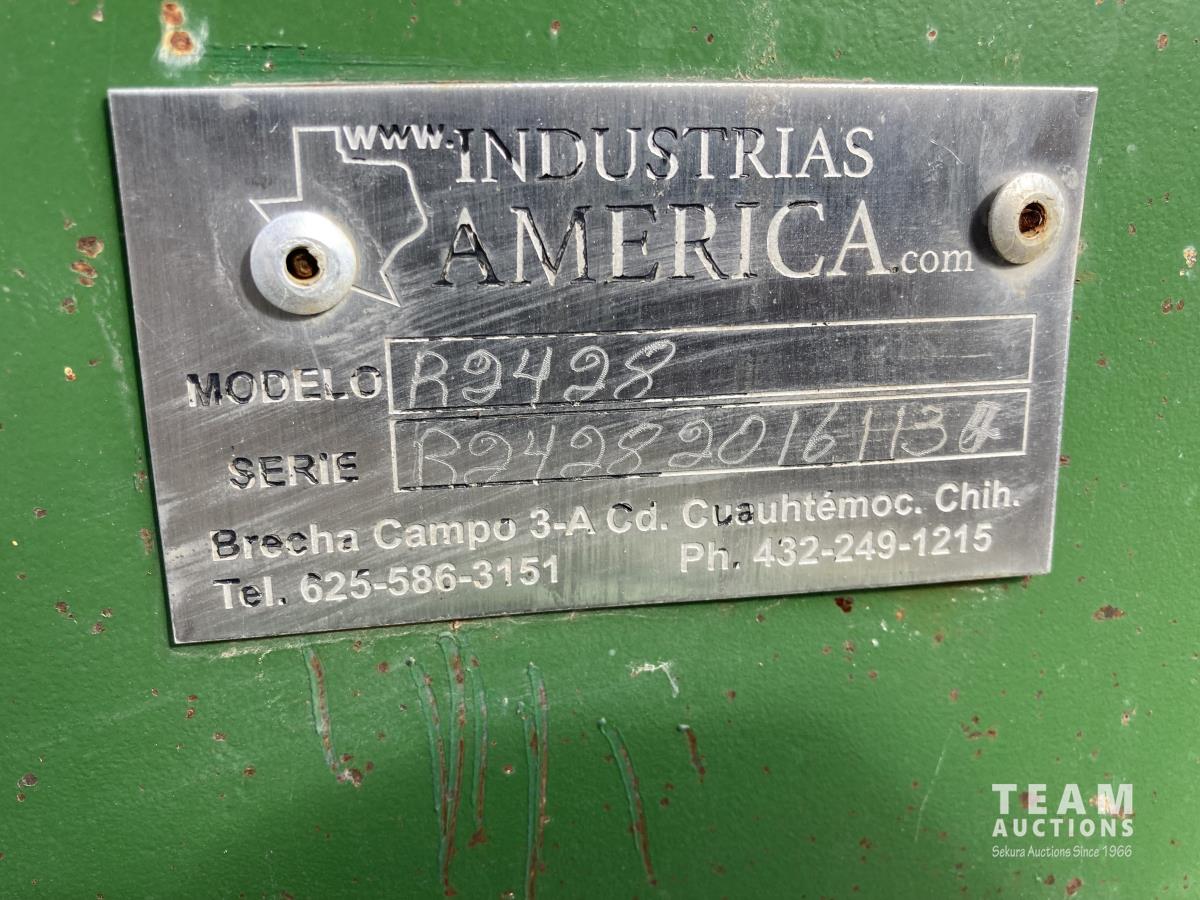 www.INDUSTRIAS
AMERICA.com
MODELO R2428
SERIE
Brecha Campo 3-A Cd. Cuauhtémoc. Chih.
Tel. 625-586-3151 Ph. 432-249-1215
TEAM
AUCTIONS
Sekura Auctions Since 1966